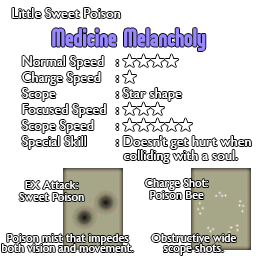 Little Sweet Poison
Medicine Melancholy
Normal Speed : ☆☆☆☆
Charge Speed : ☆
Scope : Star shape
Focused Speed : ☆☆☆
Scope Speed : ☆☆☆☆☆
Special Skill : Doesn't get hurt when
colliding with a soul.
EX Attack:
Sweet Poison
Poison mist that impedes
both vision and movement.
Charge Shot:
Poison Bee
Obstructive wide
scope shots.